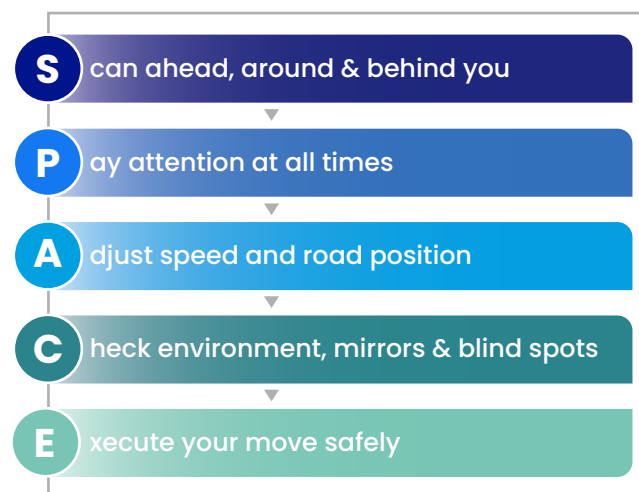 S can ahead, around & behind you
P ay attention at all times
A djust speed and road position
C heck environment, mirrors & blind spots
E xecute your move safely